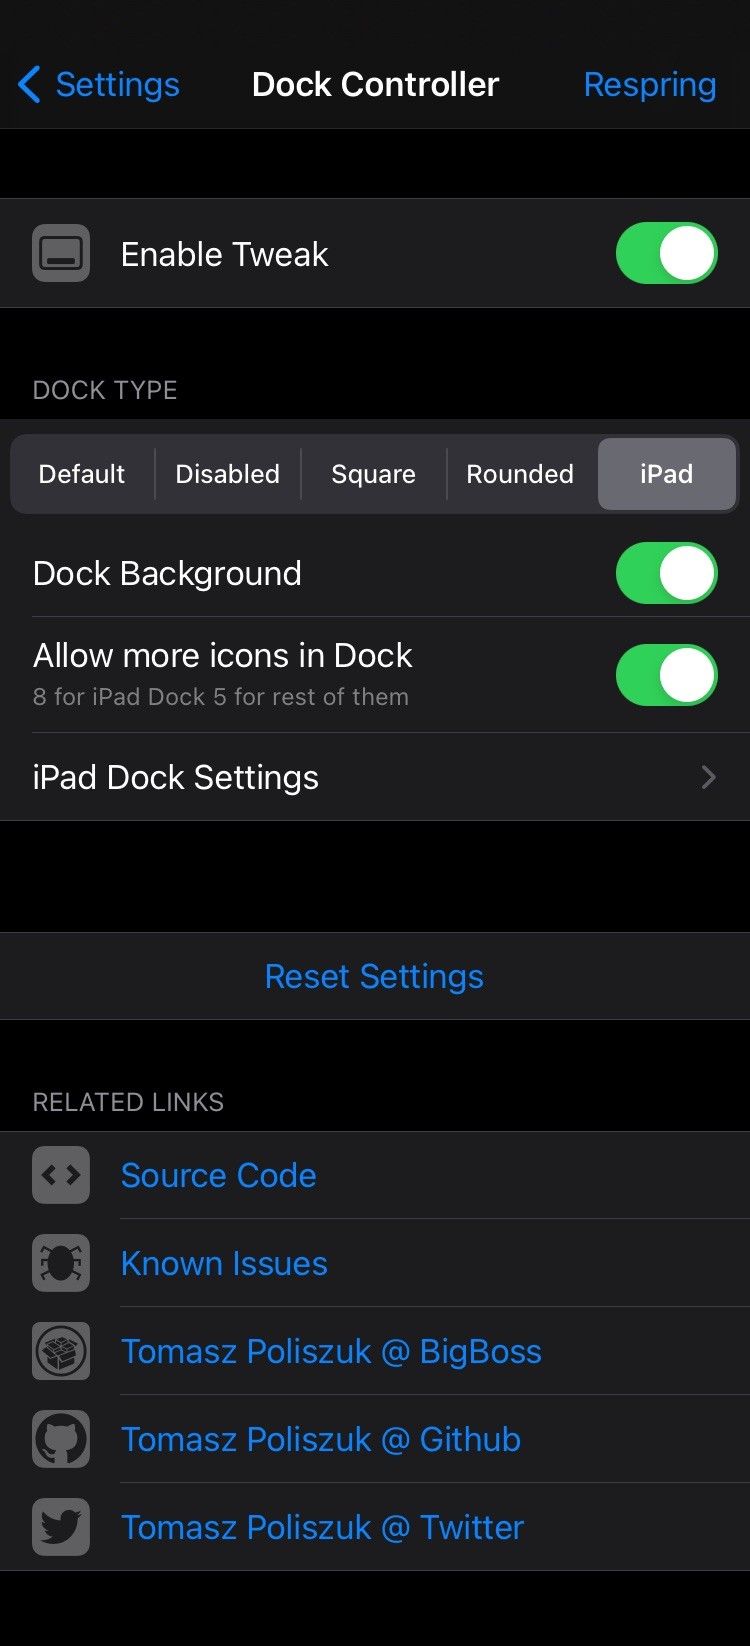 Settings
Dock Controller
Respring
Enable Tweak
DOCK TYPE
Default
Disabled
Square
Rounded
iPad
Dock Background
Allow more icons in Dock
8 for iPad Dock 5 for rest of them
iPad Dock Settings
Reset Settings
RELATED LINKS
Source Code
Known Issues
Tomasz Poliszuk @ BigBoss
Tomasz Poliszuk @ Github
Tomasz Poliszuk @ Twitter